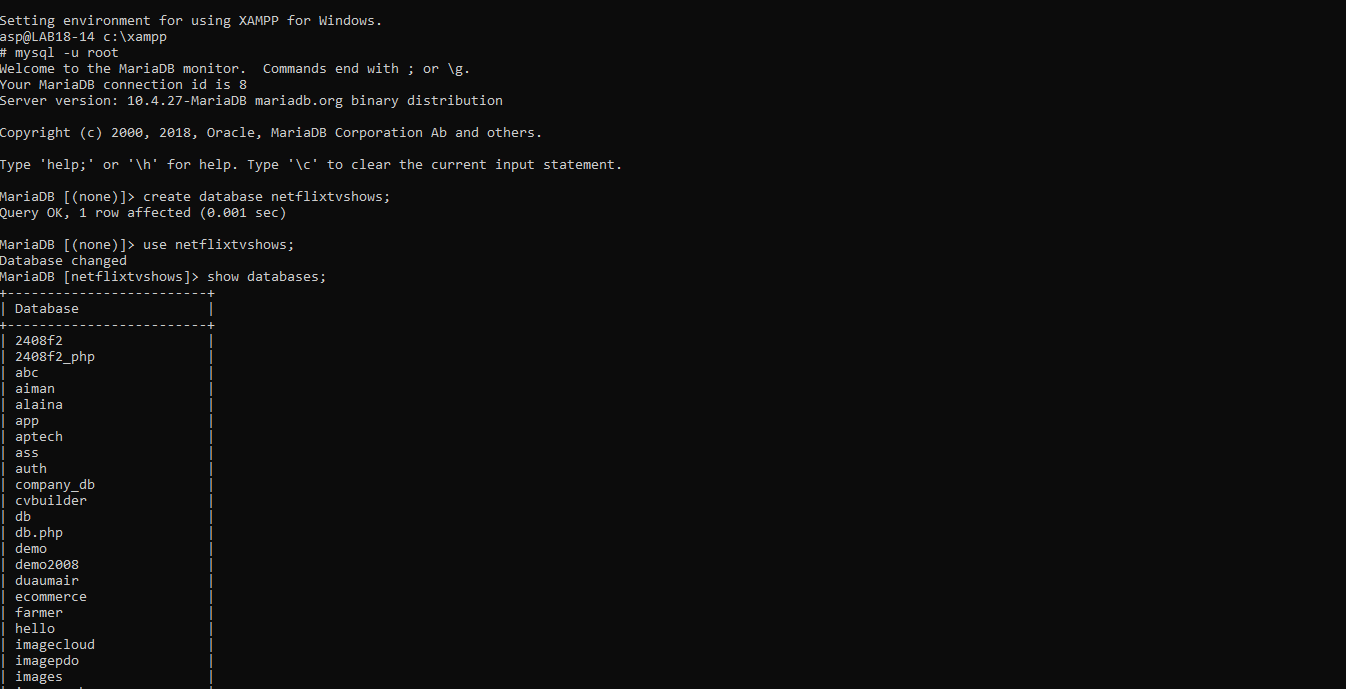 Setting environment for using XAMPP for Windows.
asp@LAB18-14 c:\xampp
# mysql -u root
Welcome to the MariaDB monitor.  Commands end with ; or \g.
Your MariaDB connection id is 8
Server version: 10.4.27-MariaDB mariadb.org binary distribution
Copyright (c) 2000, 2018, Oracle, MariaDB Corporation Ab and others.
Type 'help;' or '\h' for help. Type '\c' to clear the current input statement.
MariaDB [(none)]> create database netflixtvshows;
Query OK, 1 row affected (0.001 sec)
MariaDB [(none)]> use netflixtvshows;
Database changed
MariaDB [netflixtvshows]> show databases;
+-------------------------+
| Database                |
+-------------------------+
| 2408f2                  |
| 2408f2_php              |
| abc                     |
| aiman                   |
| alaina                  |
| app                     |
| aptech                  |
| ass                     |
| auth                    |
| company_db              |
| cvbuilder               |
| db                      |
| db.php                  |
| demo                    |
| demo2008                |
| duaumair                |
| ecommerce               |
| farmer                  |
| hello                   |
| imagecloud              |
| imagepdo                |
| images                  |